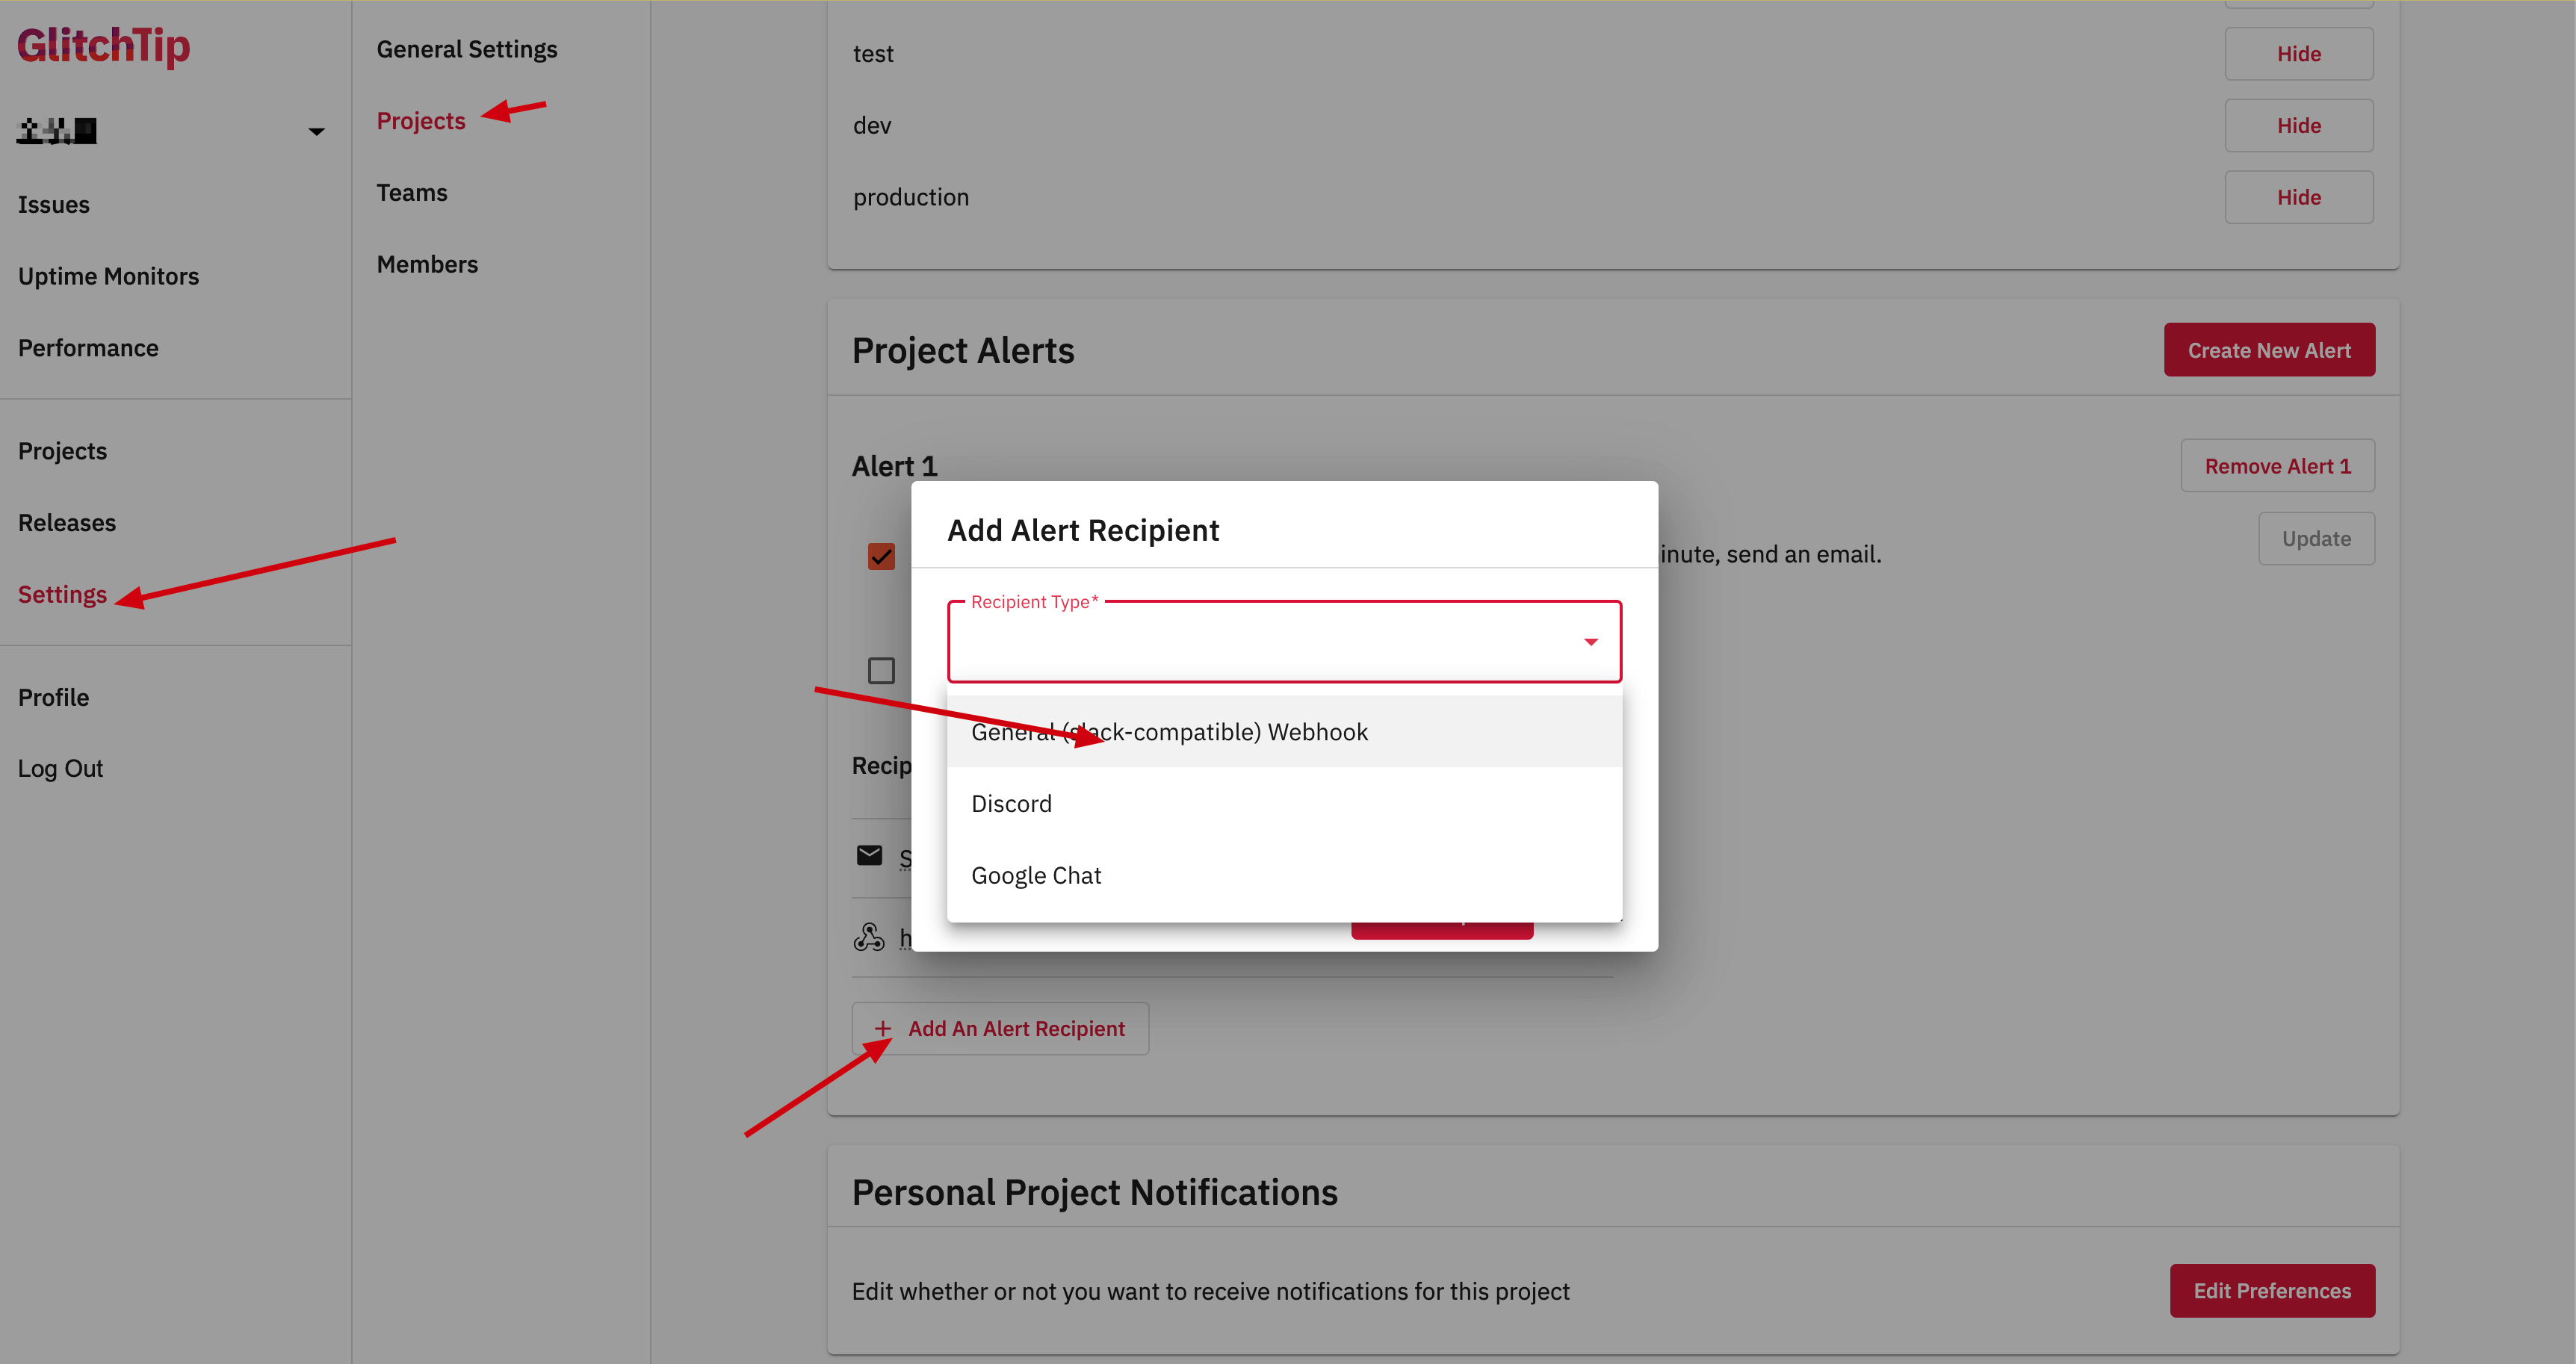 GlitchTip
Issues
Uptime Monitors
Performance
Projects
Releases
Settings
Profile
Log Out
General Settings
Projects
Teams
Members
test
Hide
dev
Hide
production
Hide
Project Alerts
Create New Alert
Alert 1
Remove Alert 1
inute, send an email.
Update
Add Alert Recipient
Recipient Type*
General (slack-compatible) Webhook
Discord
Google Chat
Recip
S
h
Add An Alert Recipient
Personal Project Notifications
Edit whether or not you want to receive notifications for this project
Edit Preferences